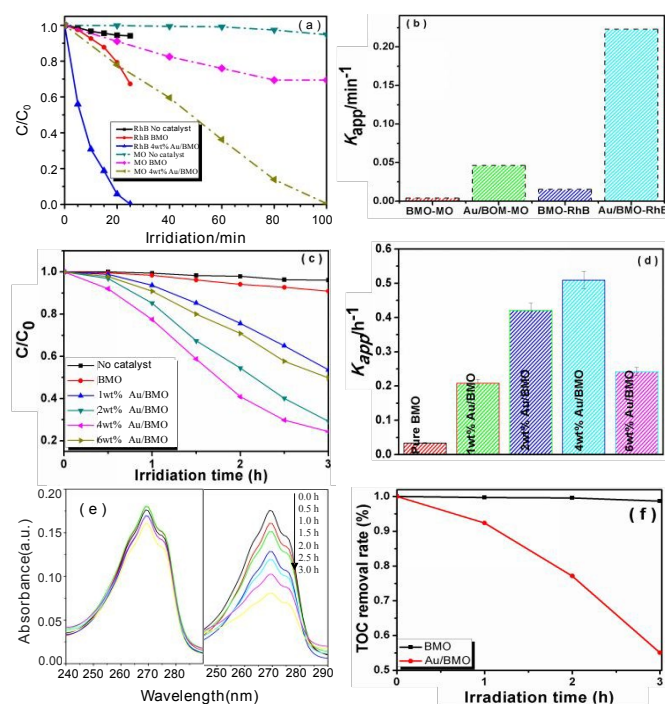 (a)
C/C0
1.0
0.8
0.6
0.4
0.2
0.0
RhB No catalyst
RhB BMO
RhB 4wt% Au/BMO
MO No catalyst
MO BMO
MO 4wt% Au/BMO
0 20 40 60 80 100
Irridiation/min
(b)
Kapp/min-1
0.20
0.15
0.10
0.05
0.00
BMO-MO Au/BOM-MO BMO-RhB Au/BMO-RhB
(c)
C/C0
1.0
0.8
0.6
0.4
0.2
No catalyst
BMO
1wt% Au/BMO
2wt% Au/BMO
4wt% Au/BMO
6wt% Au/BMO
0 1 2 3
Irridiation time (h)
(d)
Kapp/h-1
0.6
0.5
0.4
0.3
0.2
0.1
0.0
Pure BMO
1wt% Au/BMO
2wt% Au/BMO
4wt% Au/BMO
6wt% Au/BMO
(e)
Absorbance(a.u.)
0.20
0.15
0.10
0.05
0.00
0.0 h
0.5 h
1.0 h
1.5 h
2.0 h
2.5 h
3.0 h
240 250 260 270 280 250 260 270 280 290
Wavelength(nm)
(f)
TOC removal rate (%)
1.0
0.9
0.8
0.7
0.6
0.5
BMO
Au/BMO
0 1 2 3
Irradiation time (h)